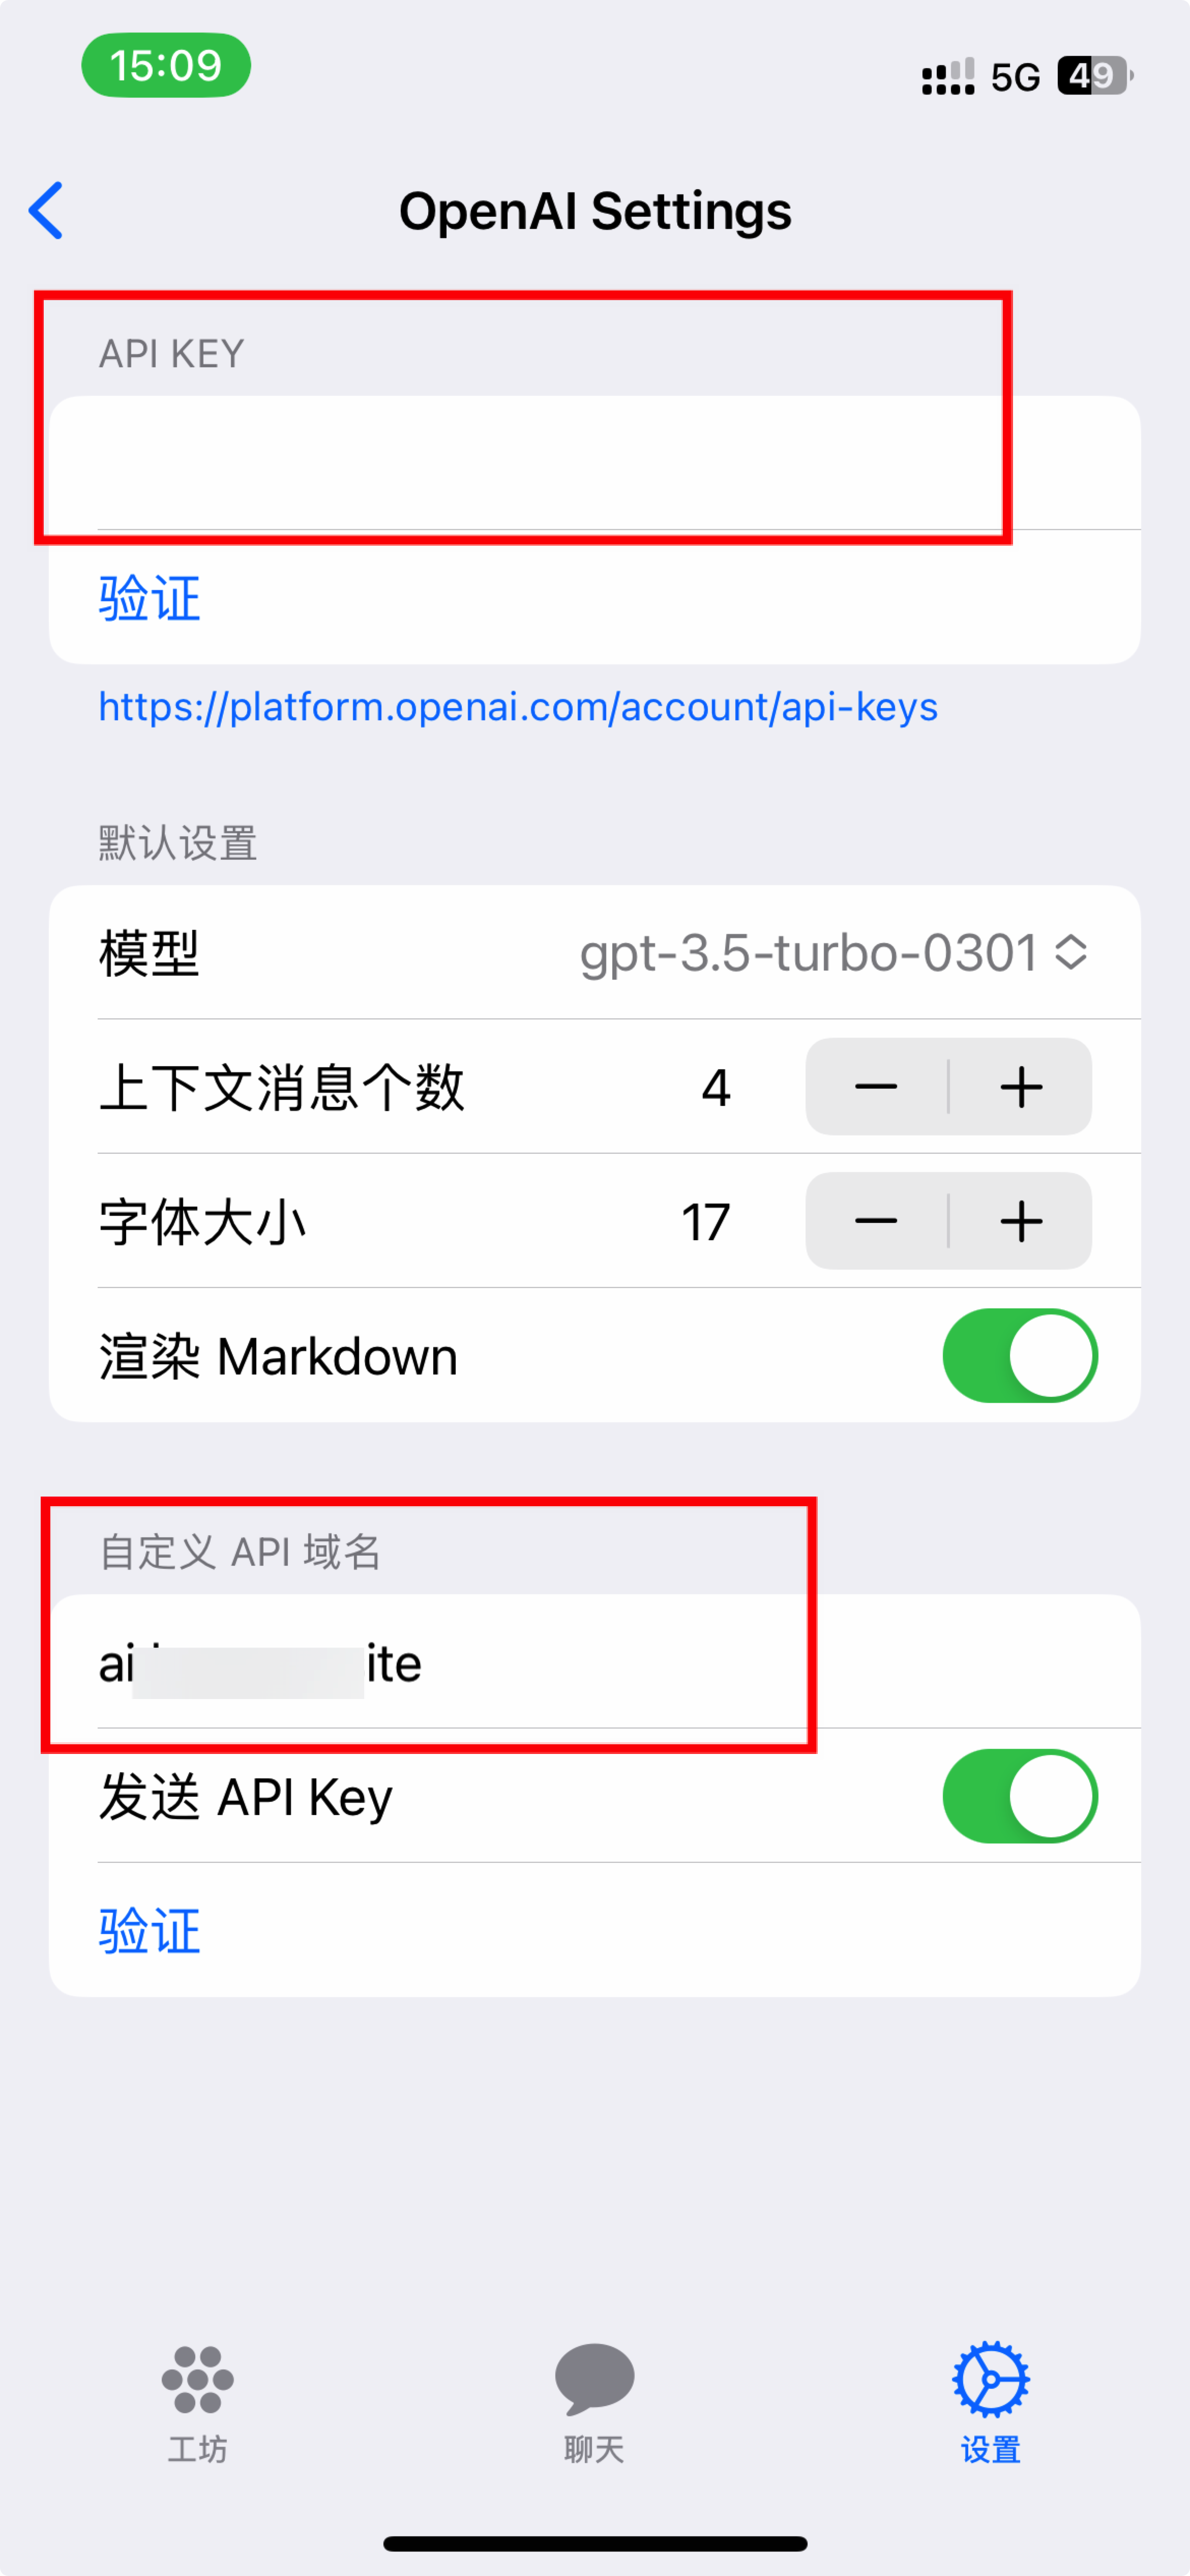 15:09
5G 49
OpenAI Settings
API KEY
验证
https://platform.openai.com/account/api-keys
默认设置
模型 gpt-3.5-turbo-0301
上下文消息个数 4 − +
字体大小 17 − +
渲染 Markdown
自定义 API 域名
ai ite
发送 API Key
验证
工坊 聊天 设置